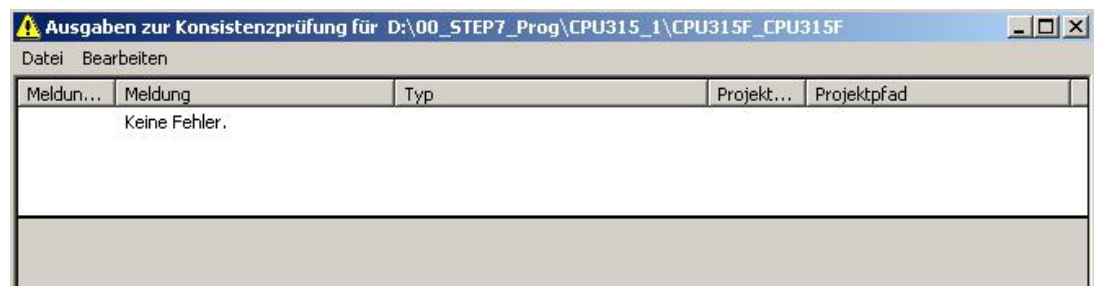 Ausgaben zur Konsistenzprüfung für D:\00_STEP7_Prog\CPU315_1\CPU315F_CPU315F
Datei Bearbeiten
Meldun... Meldung Typ Projekt... Projektpfad
Keine Fehler.